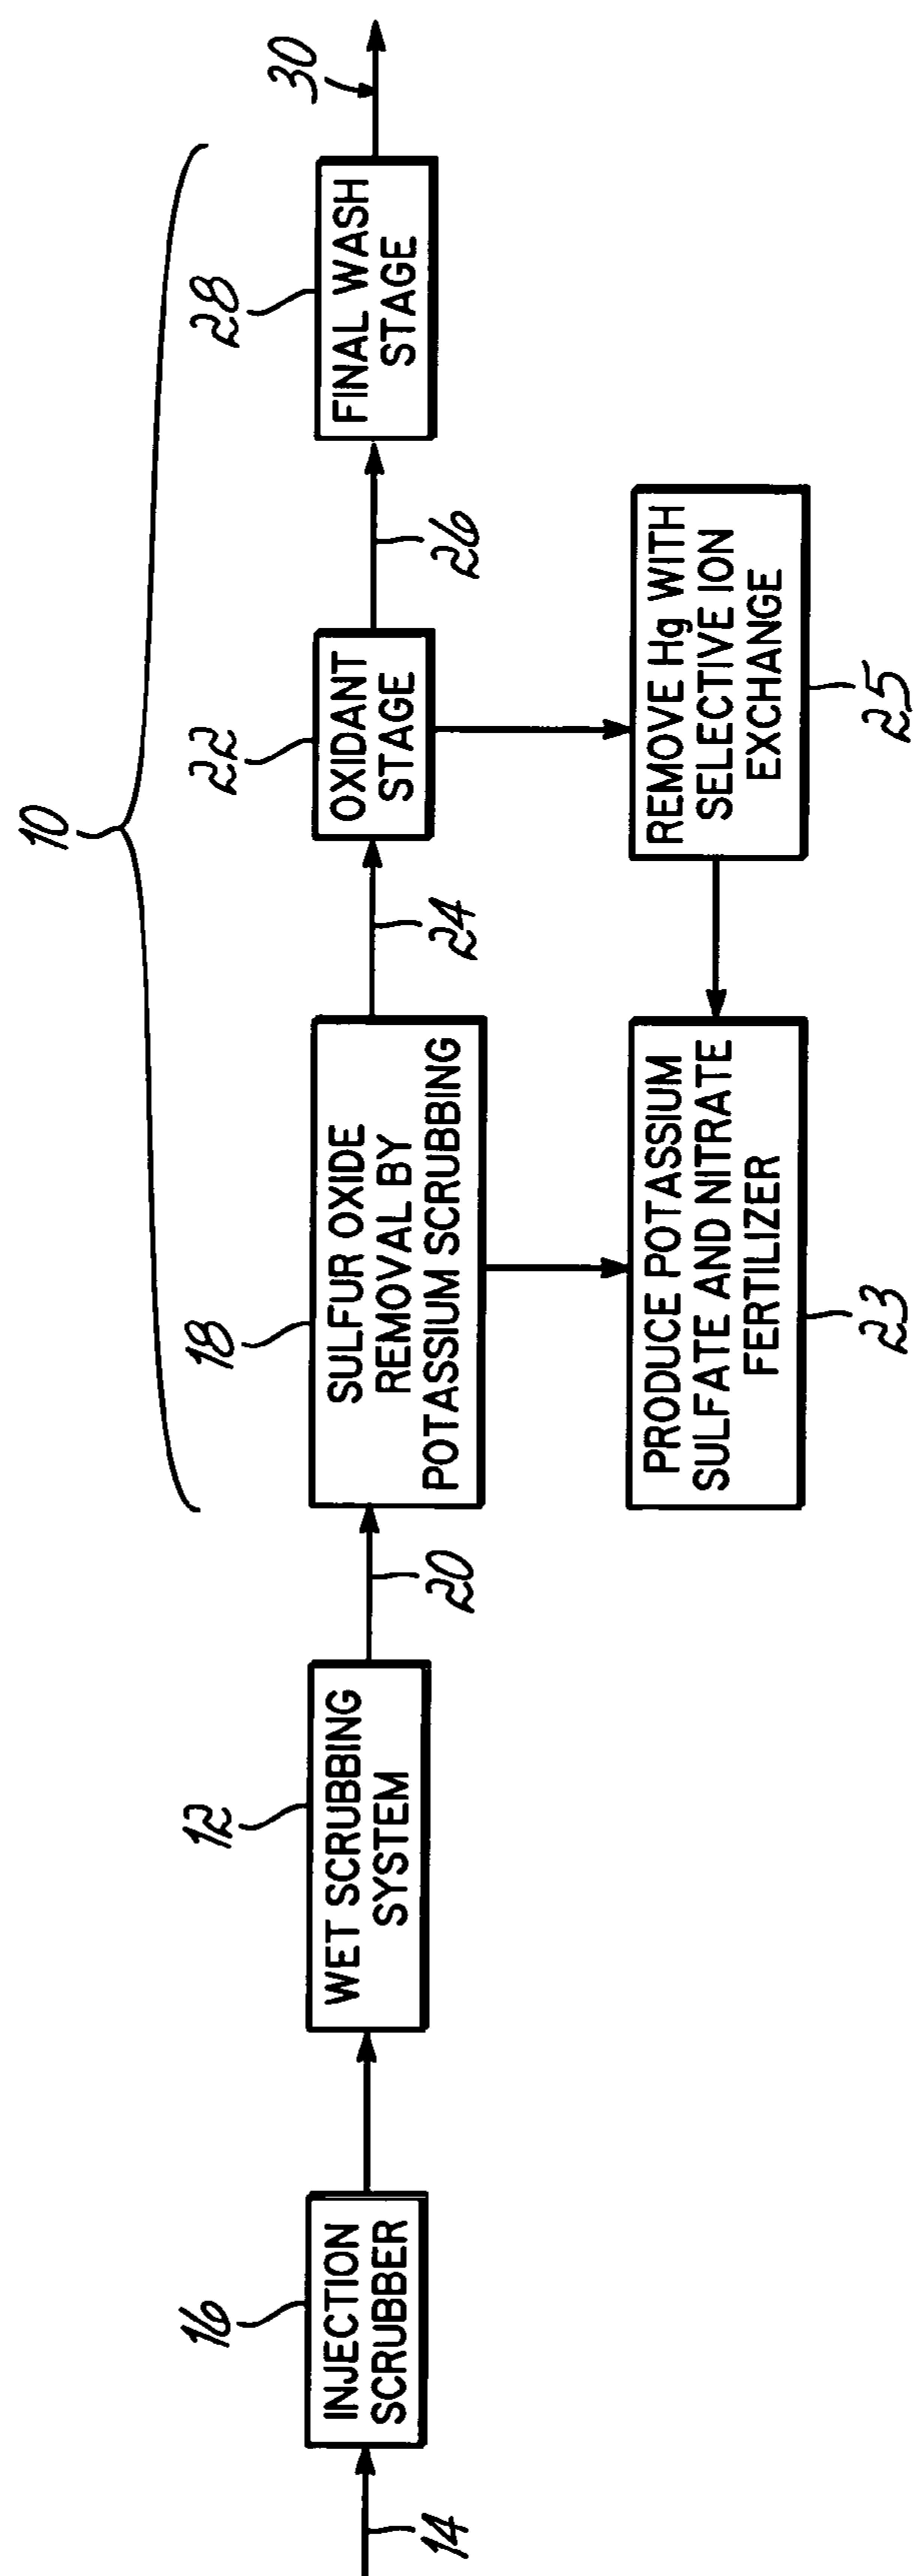 10
14
16
INJECTION
SCRUBBER
12
WET SCRUBBING
SYSTEM
20
18
SULFUR OXIDE
REMOVAL BY
POTASSIUM SCRUBBING
24
22
OXIDANT
STAGE
26
28
FINAL WASH
STAGE
30
PRODUCE POTASSIUM
SULFATE AND NITRATE
FERTILIZER
23
REMOVE Hg WITH
SELECTIVE ION
EXCHANGE
25